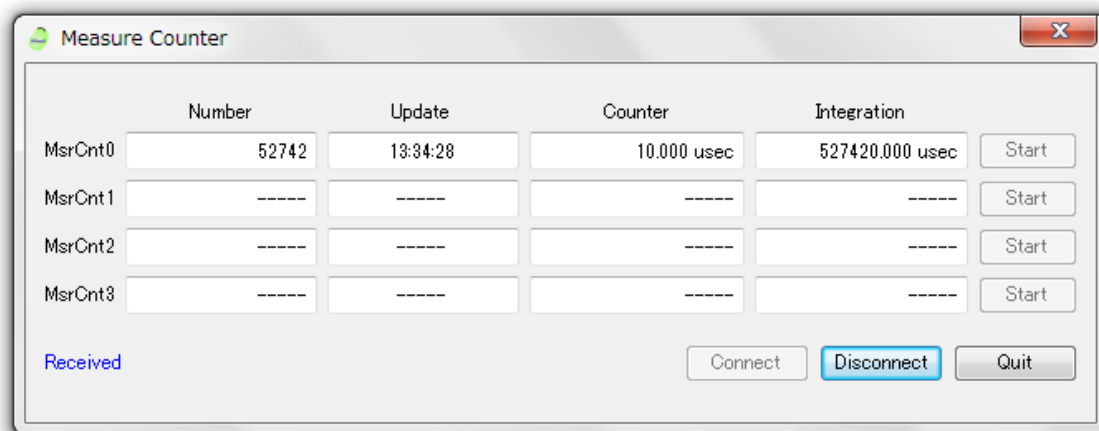 Measure Counter
Number Update Counter Integration
MsrCnt0 52742 13:34:28 10.000 usec 527420.000 usec Start
MsrCnt1 ----- ----- ----- ----- Start
MsrCnt2 ----- ----- ----- ----- Start
MsrCnt3 ----- ----- ----- ----- Start
Received Connect Disconnect Quit